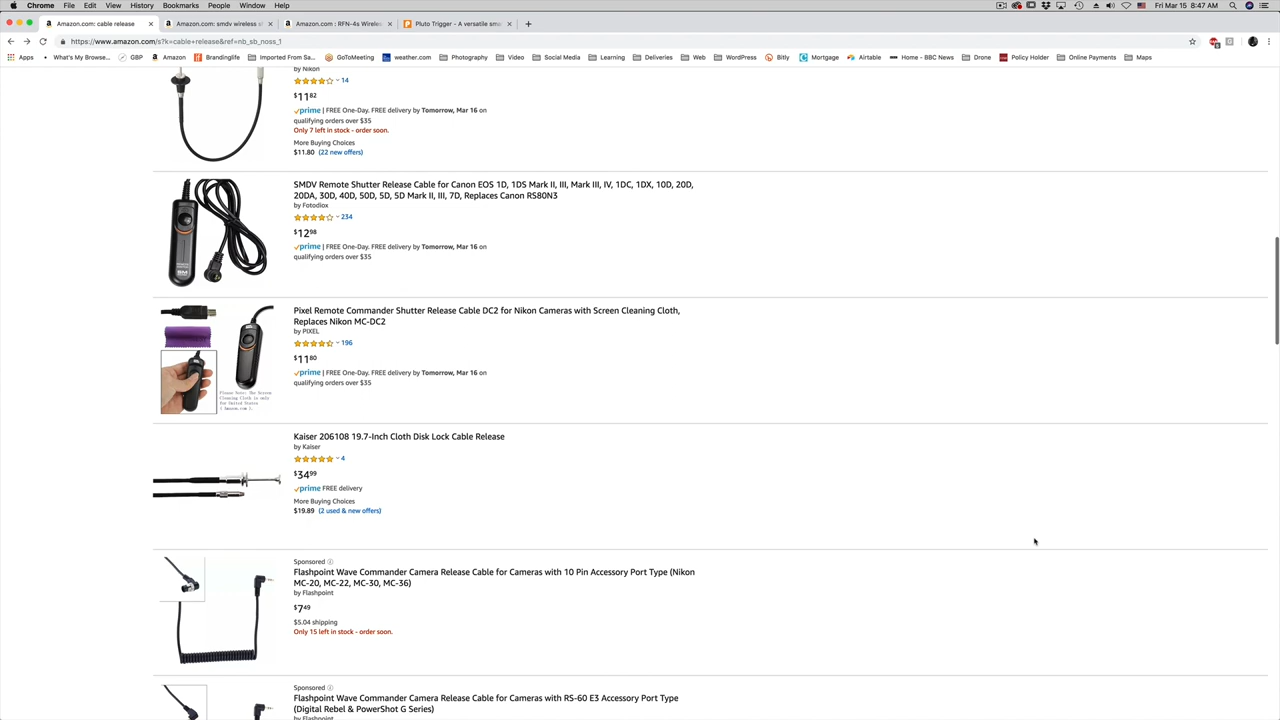 Chrome File Edit View History Bookmarks People Window Help
Fri Mar 15 8:47 AM
Amazon.com: cable release
Amazon.com: smdv wireless sh
Amazon.com : RFN-4s Wireles
Pluto Trigger - A versatile sma
https://www.amazon.com/s?k=cable+release&ref=nb_sb_noss_1
Apps What's My Browse... GBP Amazon Brandinglife Imported From Sa... GoToMeeting weather.com Photography Video Social Media Learning Deliveries Web WordPress Bitly Mortgage Airtable Home - BBC News Drone Policy Holder Online Payments Maps
by Nikon
14
$11.82
prime | FREE One-Day. FREE delivery by Tomorrow, Mar 16 on
qualifying orders over $35
Only 7 left in stock - order soon.
More Buying Choices
$11.80 (22 new offers)
SMDV Remote Shutter Release Cable for Canon EOS 1D, 1DS Mark II, III, Mark III, IV, 1DC, 1DX, 10D, 20D,
20DA, 30D, 40D, 50D, 5D, 5D Mark II, III, 7D, Replaces Canon RS80N3
by Fotodiox
234
$12.98
prime | FREE One-Day. FREE delivery by Tomorrow, Mar 16 on
qualifying orders over $35
Pixel Remote Commander Shutter Release Cable DC2 for Nikon Cameras with Screen Cleaning Cloth,
Replaces Nikon MC-DC2
by PIXEL
196
$11.80
prime | FREE One-Day. FREE delivery by Tomorrow, Mar 16 on
qualifying orders over $35
Please Note: The Screen
Cleaning Cloth is only
for United States
( Amazon.com ).
Kaiser 206108 19.7-Inch Cloth Disk Lock Cable Release
by Kaiser
4
$34.99
prime FREE delivery
More Buying Choices
$19.89 (2 used & new offers)
Sponsored
Flashpoint Wave Commander Camera Release Cable for Cameras with 10 Pin Accessory Port Type (Nikon
MC-20, MC-22, MC-30, MC-36)
by Flashpoint
$7.49
$5.04 shipping
Only 15 left in stock - order soon.
Sponsored
Flashpoint Wave Commander Camera Release Cable for Cameras with RS-60 E3 Accessory Port Type
(Digital Rebel & PowerShot G Series)
by Flashpoint